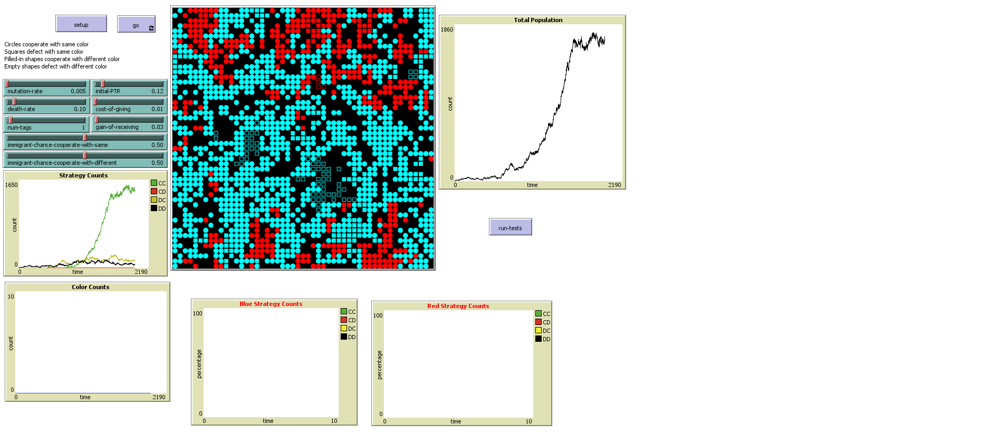 setup
go
Circles cooperate with same color
Squares defect with same color
Filled-in shapes cooperate with different color
Empty shapes defect with different color
mutation-rate 0.005
initial-PTR 0.12
death-rate 0.10
cost-of-giving 0.01
num-tags 1
gain-of-receiving 0.03
immigrant-chance-cooperate-with-same 0.50
immigrant-chance-cooperate-with-different 0.50
Strategy Counts
1650
count
0
0
time
2190
CC
CD
DC
DD
Total Population
1860
count
0
0
time
2190
run-tests
Color Counts
10
count
0
0
time
2190
Blue Strategy Counts
100
percentage
0
0
time
10
CC
CD
DC
DD
Red Strategy Counts
100
percentage
0
0
time
10
CC
CD
DC
DD